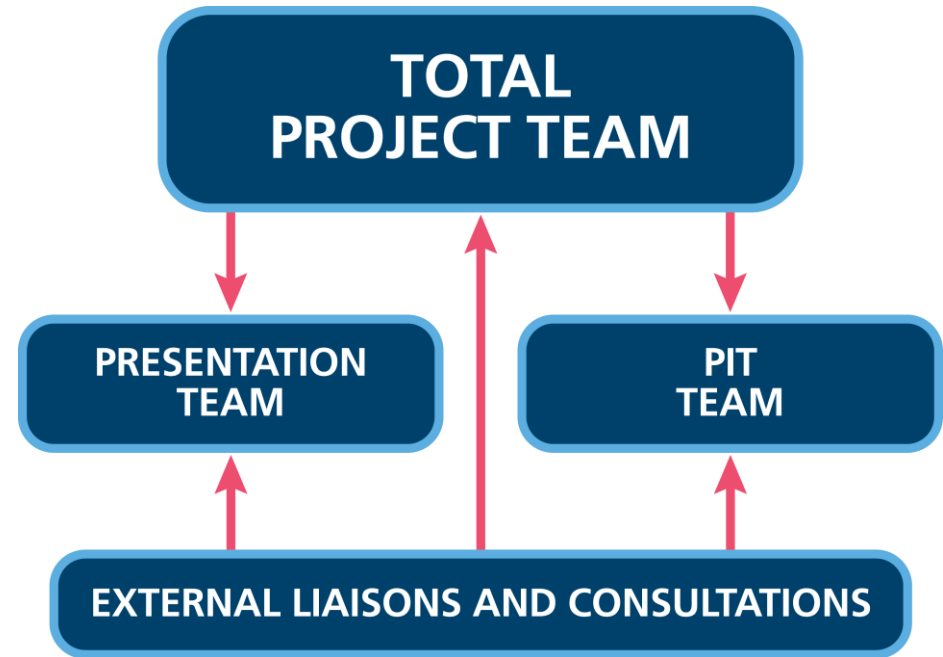 TOTAL
PROJECT TEAM
PRESENTATION
TEAM
PIT
TEAM
EXTERNAL LIAISONS AND CONSULTATIONS